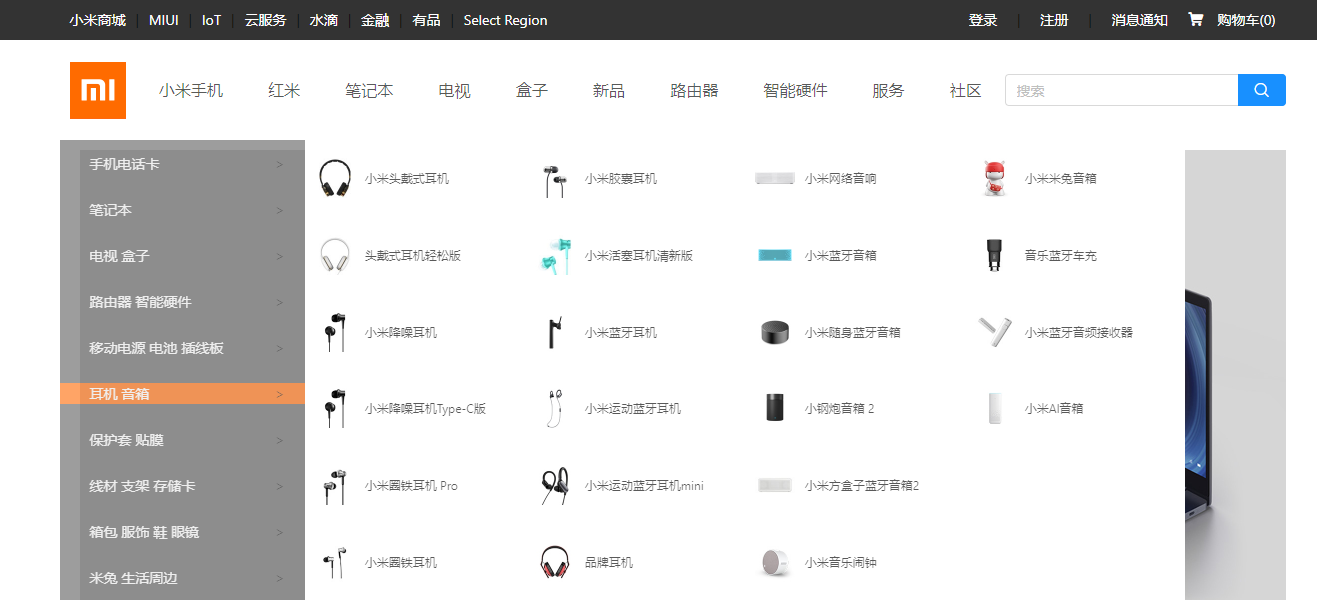 小米商城 | MIUI | IoT | 云服务 | 水滴 | 金融 | 有品 | Select Region 登录 | 注册 | 消息通知 购物车(0)
mi 小米手机 红米 笔记本 电视 盒子 新品 路由器 智能硬件 服务 社区 搜索
手机电话卡 >
笔记本 >
电视 盒子 >
路由器 智能硬件 >
移动电源 电池 插线板 >
耳机 音箱 >
保护套 贴膜 >
线材 支架 存储卡 >
箱包 服饰 鞋 眼镜 >
米兔 生活周边 >
小米头戴式耳机 小米胶囊耳机 小米网络音响 小米米兔音箱
头戴式耳机轻松版 小米活塞耳机清新版 小米蓝牙音箱 音乐蓝牙车充
小米降噪耳机 小米蓝牙耳机 小米随身蓝牙音箱 小米蓝牙音频接收器
小米降噪耳机Type-C版 小米运动蓝牙耳机 小钢炮音箱 2 小米AI音箱
小米圈铁耳机 Pro 小米运动蓝牙耳机mini 小米方盒子蓝牙音箱2
小米圈铁耳机 品牌耳机 小米音乐闹钟